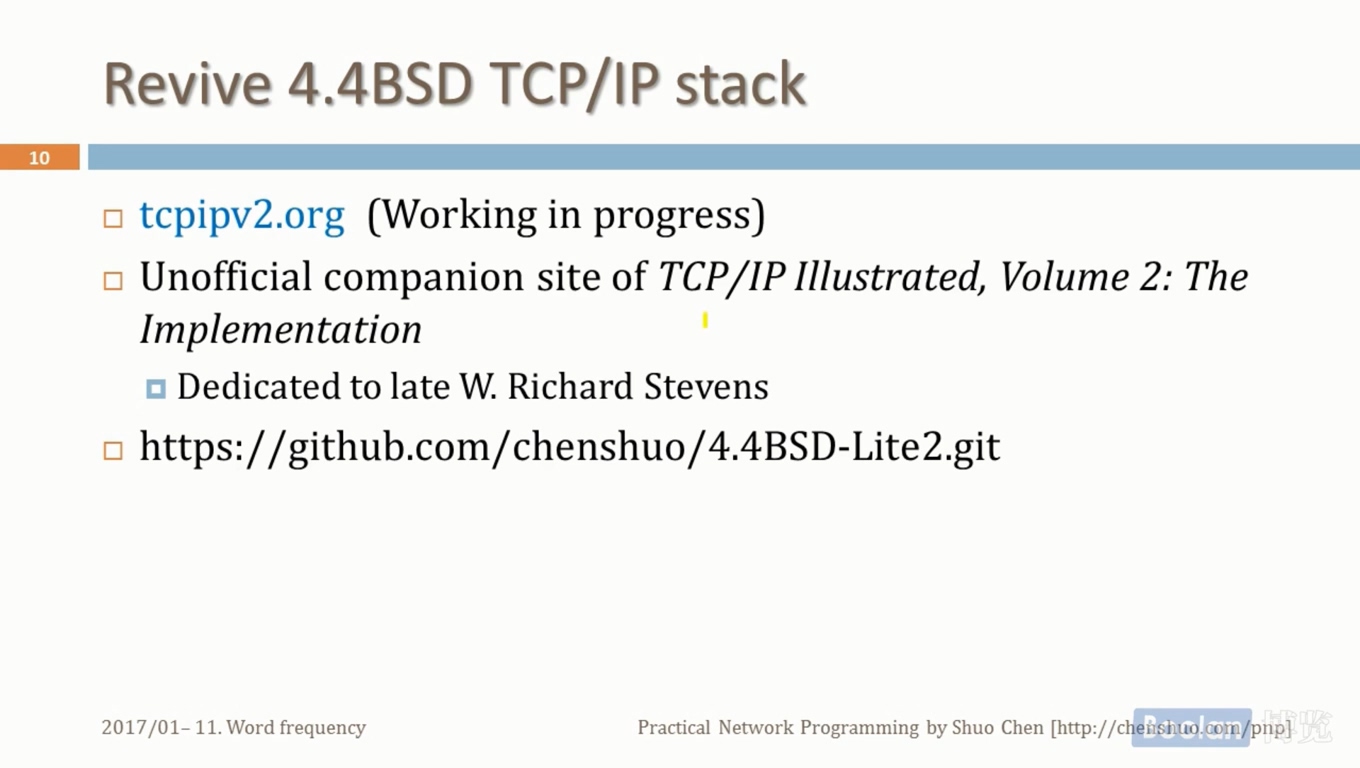 Revive 4.4BSD TCP/IP stack
10
tcpipv2.org (Working in progress)
Unofficial companion site of TCP/IP Illustrated, Volume 2: The
Implementation
Dedicated to late W. Richard Stevens
https://github.com/chenshuo/4.4BSD-Lite2.git
2017/01– 11. Word frequency
Practical Network Programming by Shuo Chen [http://chenshuo.com/pnp]
Boolan 博览